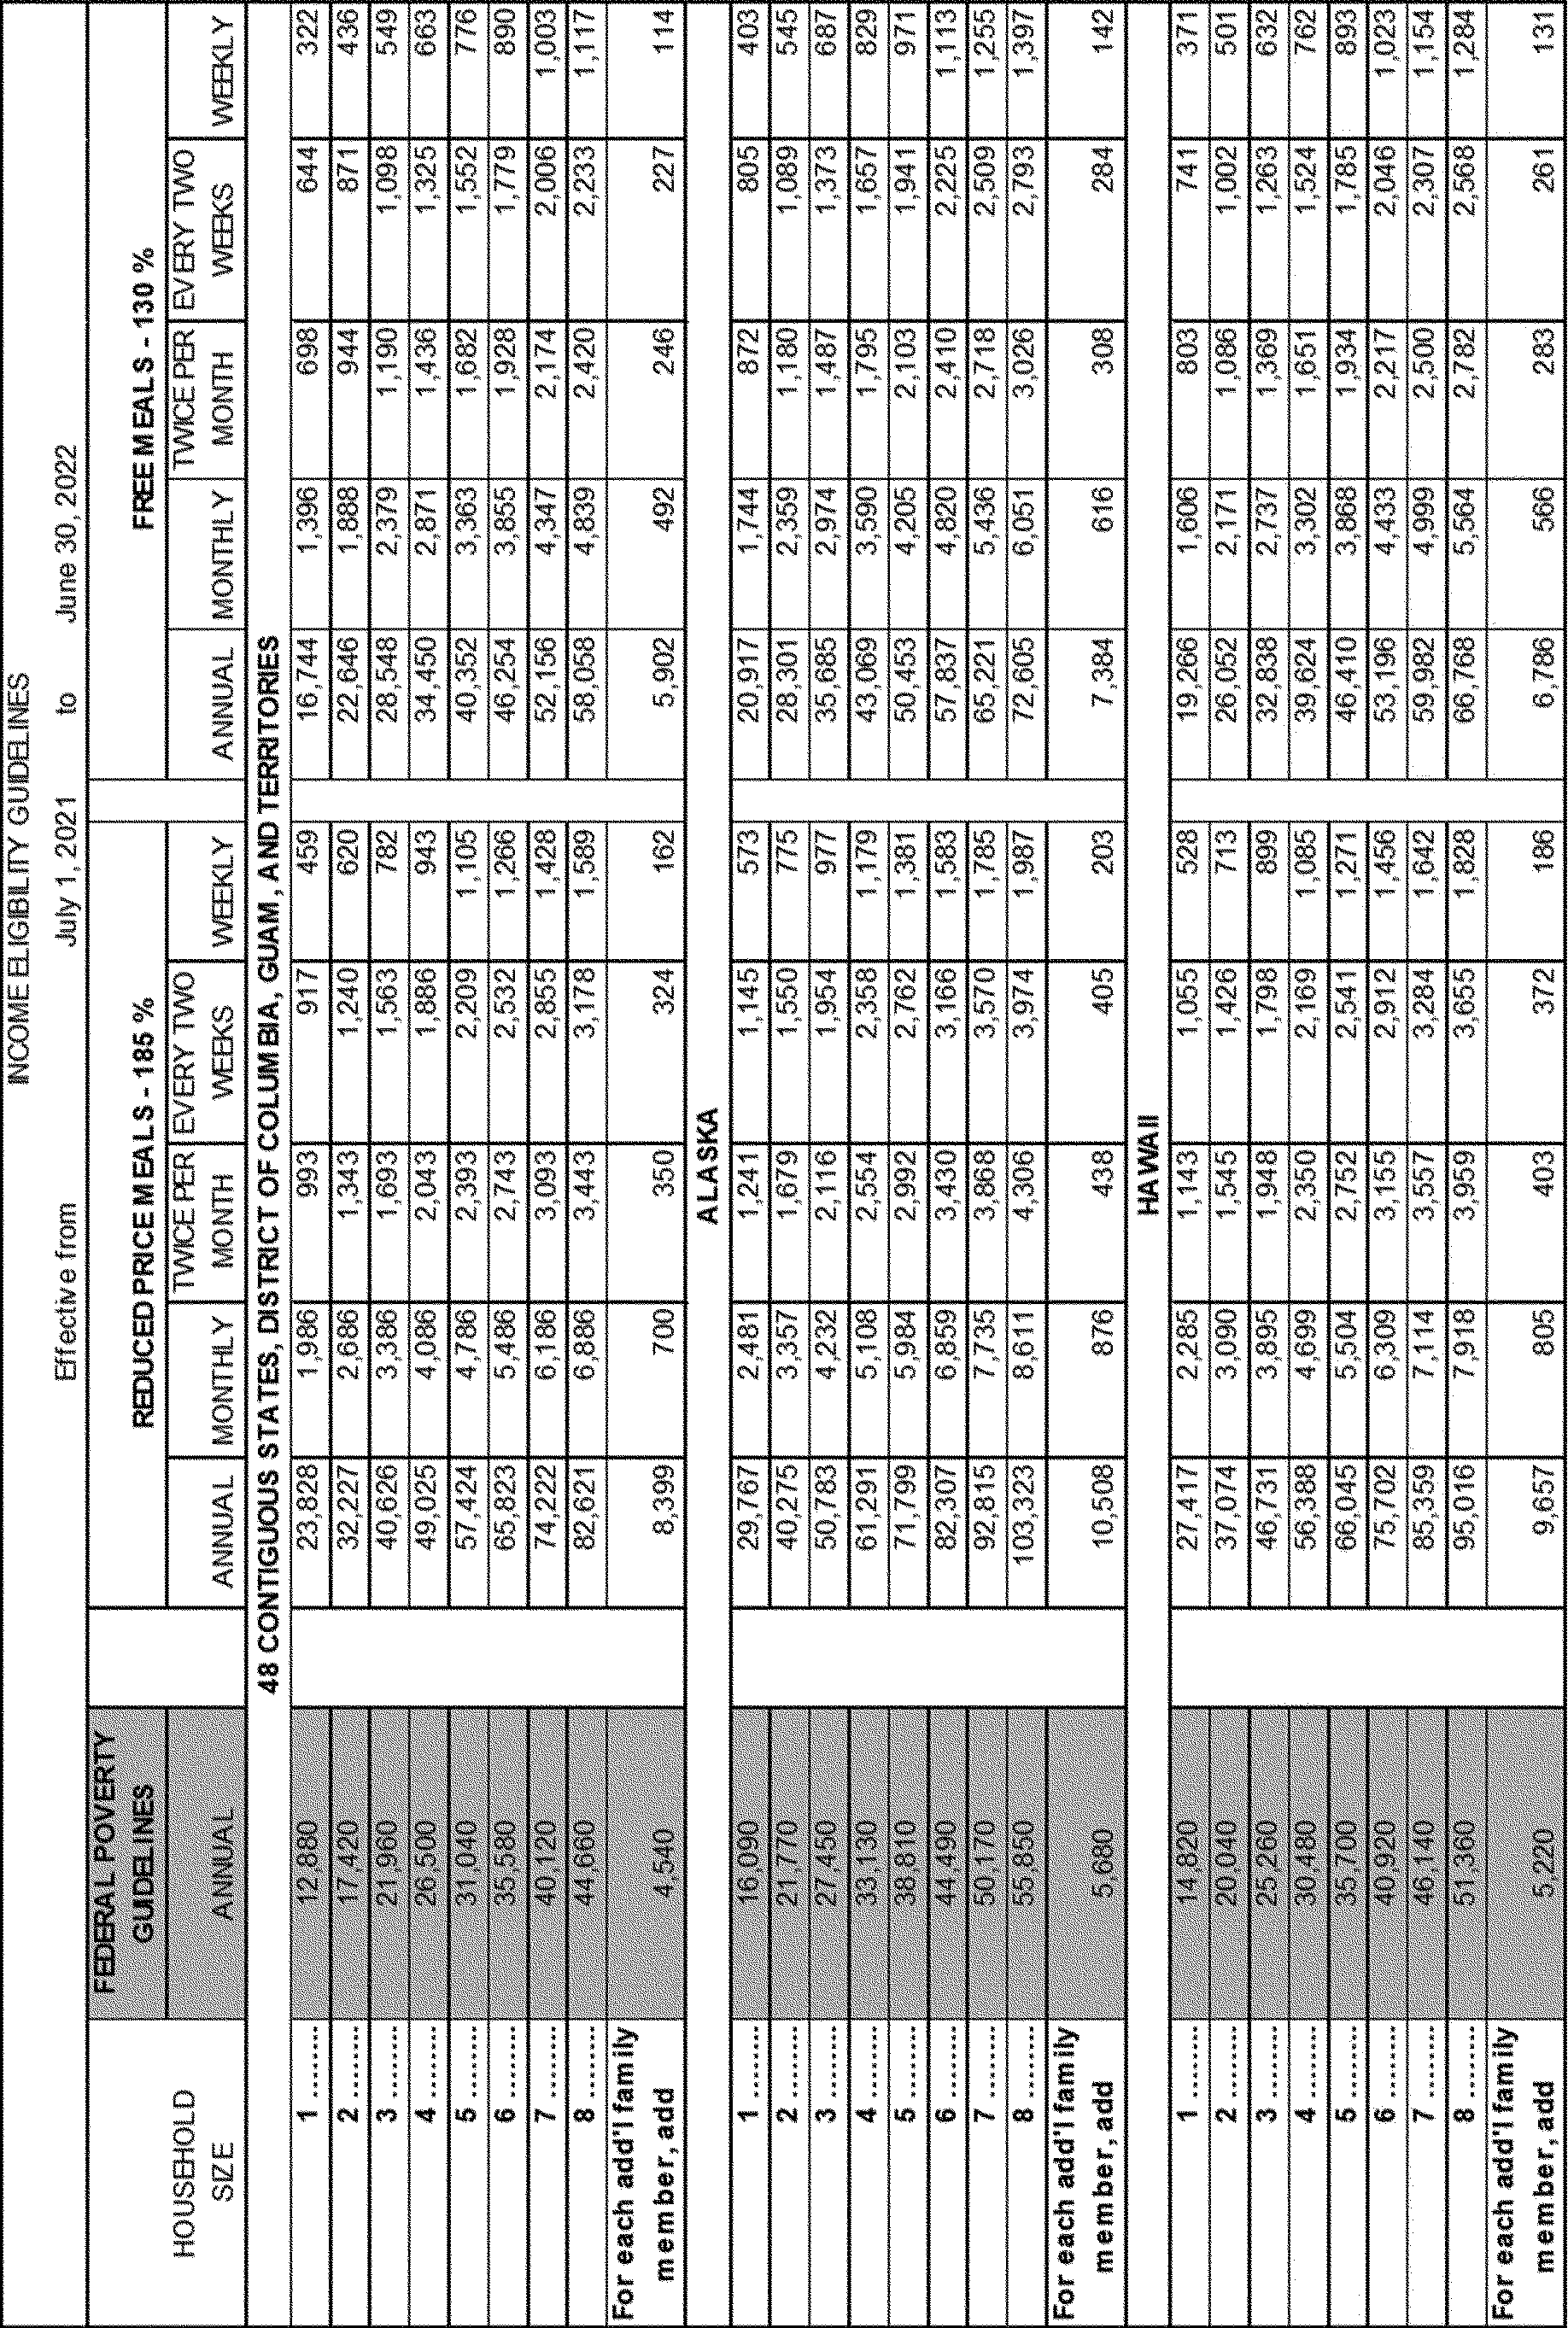 INCOME ELIGIBILITY GUIDELINES
Effective from July 1, 2021 to June 30, 2022
FEDERAL POVERTY GUIDELINES REDUCED PRICE MEALS - 185 % FREE MEALS - 130 %
HOUSEHOLD SIZE ANNUAL ANNUAL MONTHLY TWICE PER MONTH EVERY TWO WEEKS WEEKLY ANNUAL MONTHLY TWICE PER MONTH EVERY TWO WEEKS WEEKLY
48 CONTIGUOUS STATES, DISTRICT OF COLUMBIA, GUAM, AND TERRITORIES
1 ........ 12,880 23,828 1,986 993 917 459 16,744 1,396 698 644 322
2 ........ 17,420 32,227 2,686 1,343 1,240 620 22,646 1,888 944 871 436
3 ........ 21,960 40,626 3,386 1,693 1,563 782 28,548 2,379 1,190 1,098 549
4 ........ 26,500 49,025 4,086 2,043 1,886 943 34,450 2,871 1,436 1,325 663
5 ........ 31,040 57,424 4,786 2,393 2,209 1,105 40,352 3,363 1,682 1,552 776
6 ........ 35,580 65,823 5,486 2,743 2,532 1,266 46,254 3,855 1,928 1,779 890
7 ........ 40,120 74,222 6,186 3,093 2,855 1,428 52,156 4,347 2,174 2,006 1,003
8 ........ 44,660 82,621 6,886 3,443 3,178 1,589 58,058 4,839 2,420 2,233 1,117
For each add'l family
member, add 4,540 8,399 700 350 324 162 5,902 492 246 227 114
ALASKA
1 ........ 16,090 29,767 2,481 1,241 1,145 573 20,917 1,744 872 805 403
2 ........ 21,770 40,275 3,357 1,679 1,550 775 28,301 2,359 1,180 1,089 545
3 ........ 27,450 50,783 4,232 2,116 1,954 977 35,685 2,974 1,487 1,373 687
4 ........ 33,130 61,291 5,108 2,554 2,358 1,179 43,069 3,590 1,795 1,657 829
5 ........ 38,810 71,799 5,984 2,992 2,762 1,381 50,453 4,205 2,103 1,941 971
6 ........ 44,490 82,307 6,859 3,430 3,166 1,583 57,837 4,820 2,410 2,225 1,113
7 ........ 50,170 92,815 7,735 3,868 3,570 1,785 65,221 5,436 2,718 2,509 1,255
8 ........ 55,850 103,323 8,611 4,306 3,974 1,987 72,605 6,051 3,026 2,793 1,397
For each add'l family
member, add 5,680 10,508 876 438 405 203 7,384 616 308 284 142
HAWAII
1 ........ 14,820 27,417 2,285 1,143 1,055 528 19,266 1,606 803 741 371
2 ........ 20,040 37,074 3,090 1,545 1,426 713 26,052 2,171 1,086 1,002 501
3 ........ 25,260 46,731 3,895 1,948 1,798 899 32,838 2,737 1,369 1,263 632
4 ........ 30,480 56,388 4,699 2,350 2,169 1,085 39,624 3,302 1,651 1,524 762
5 ........ 35,700 66,045 5,504 2,752 2,541 1,271 46,410 3,868 1,934 1,785 893
6 ........ 40,920 75,702 6,309 3,155 2,912 1,456 53,196 4,433 2,217 2,046 1,023
7 ........ 46,140 85,359 7,114 3,557 3,284 1,642 59,982 4,999 2,500 2,307 1,154
8 ........ 51,360 95,016 7,918 3,959 3,655 1,828 66,768 5,564 2,782 2,568 1,284
For each add'l family
member, add 5,220 9,657 805 403 372 186 6,786 566 283 261 131